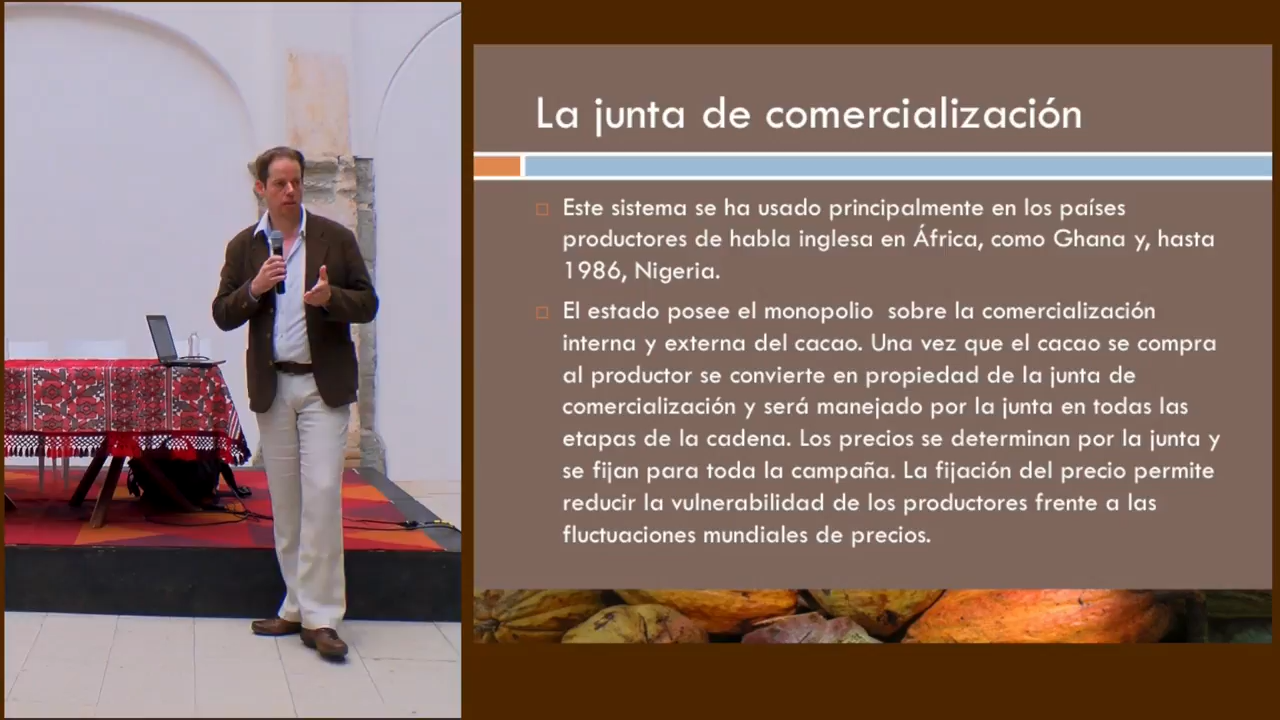 La junta de comercialización
Este sistema se ha usado principalmente en los países
productores de habla inglesa en África, como Ghana y, hasta
1986, Nigeria.
El estado posee el monopolio  sobre la comercialización
interna y externa del cacao. Una vez que el cacao se compra
al productor se convierte en propiedad de la junta de
comercialización y será manejado por la junta en todas las
etapas de la cadena. Los precios se determinan por la junta y
se fijan para toda la campaña. La fijación del precio permite
reducir la vulnerabilidad de los productores frente a las
fluctuaciones mundiales de precios.